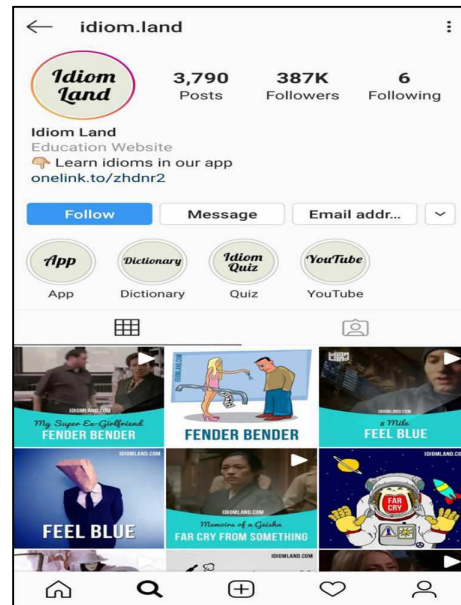 idiom.land
Idiom
Land
3,790
Posts
387K
Followers
6
Following
Idiom Land
Education Website
Learn idioms in our app
onelink.to/zhdnr2
Follow
Message
Email addr...
App
Dictionary
Idiom
Quiz
YouTube
App
Dictionary
Quiz
YouTube
IDIOMLAND.COM
My Super Ex-Girlfriend
FENDER BENDER
IDIOMLAND.COM
FENDER BENDER
IDIOMLAND.COM
8 Mile
FEEL BLUE
IDIOMLAND.COM
FEEL BLUE
IDIOMLAND.COM
Memoirs of a Geisha
FAR CRY FROM SOMETHING
IDIOMLAND.COM
FAR
CRY
IDIOMLAND.COM